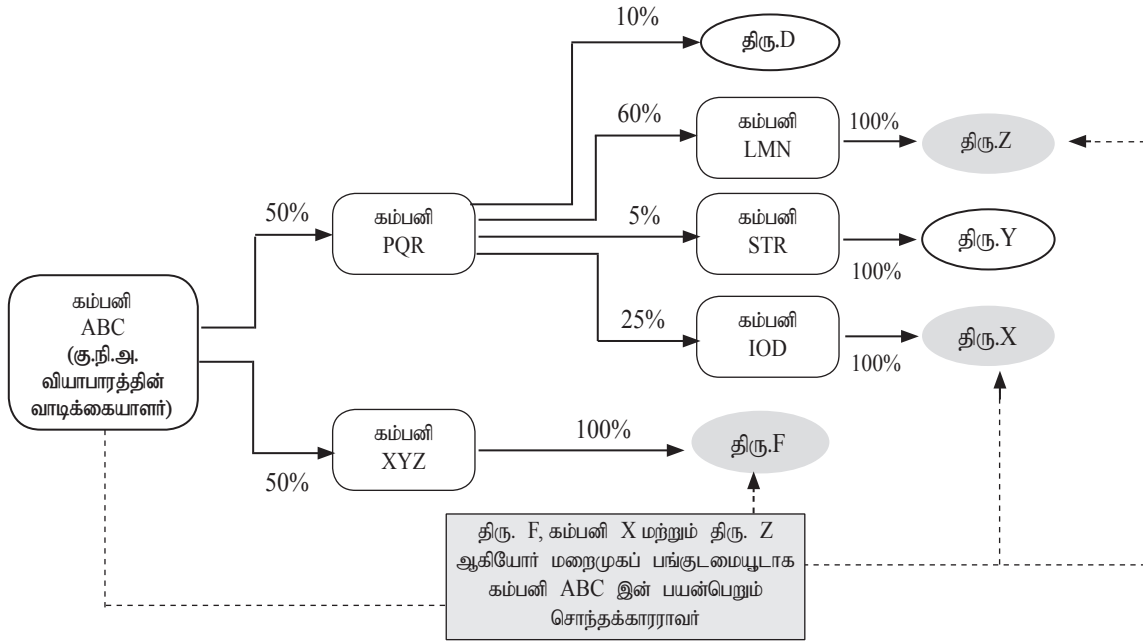 10%
திரு.D
60%
கம்பனி
LMN
100%
திரு.Z
50%
கம்பனி
PQR
5%
கம்பனி
STR
100%
திரு.Y
25%
கம்பனி
IOD
100%
திரு.X
கம்பனி
ABC
(கு.நி.அ.
வியாபாரத்தின்
வாடிக்கையாளர்)
50%
கம்பனி
XYZ
100%
திரு.F
திரு. F, கம்பனி X மற்றும் திரு. Z
ஆகியோர் மறைமுகப் பங்குடமையூடாக
கம்பனி ABC இன் பயன்பெறும்
சொந்தக்காரராவர்